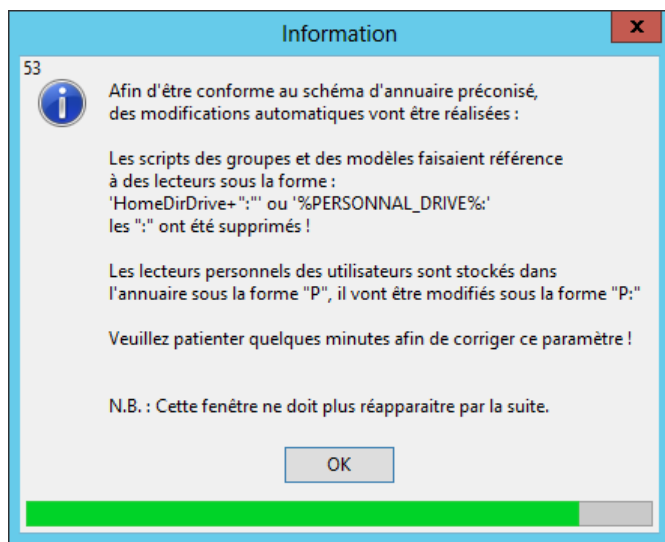 Information
x
53
Afin d'être conforme au schéma d'annuaire préconisé,
des modifications automatiques vont être réalisées :
Les scripts des groupes et des modèles faisaient référence
à des lecteurs sous la forme :
'HomeDirDrive+":"' ou '%PERSONNAL_DRIVE%:'
les ":" ont été supprimés !
Les lecteurs personnels des utilisateurs sont stockés dans
l'annuaire sous la forme "P", il vont être modifiés sous la forme "P:"
Veuillez patienter quelques minutes afin de corriger ce paramètre !
N.B. : Cette fenêtre ne doit plus réapparaitre par la suite.
OK